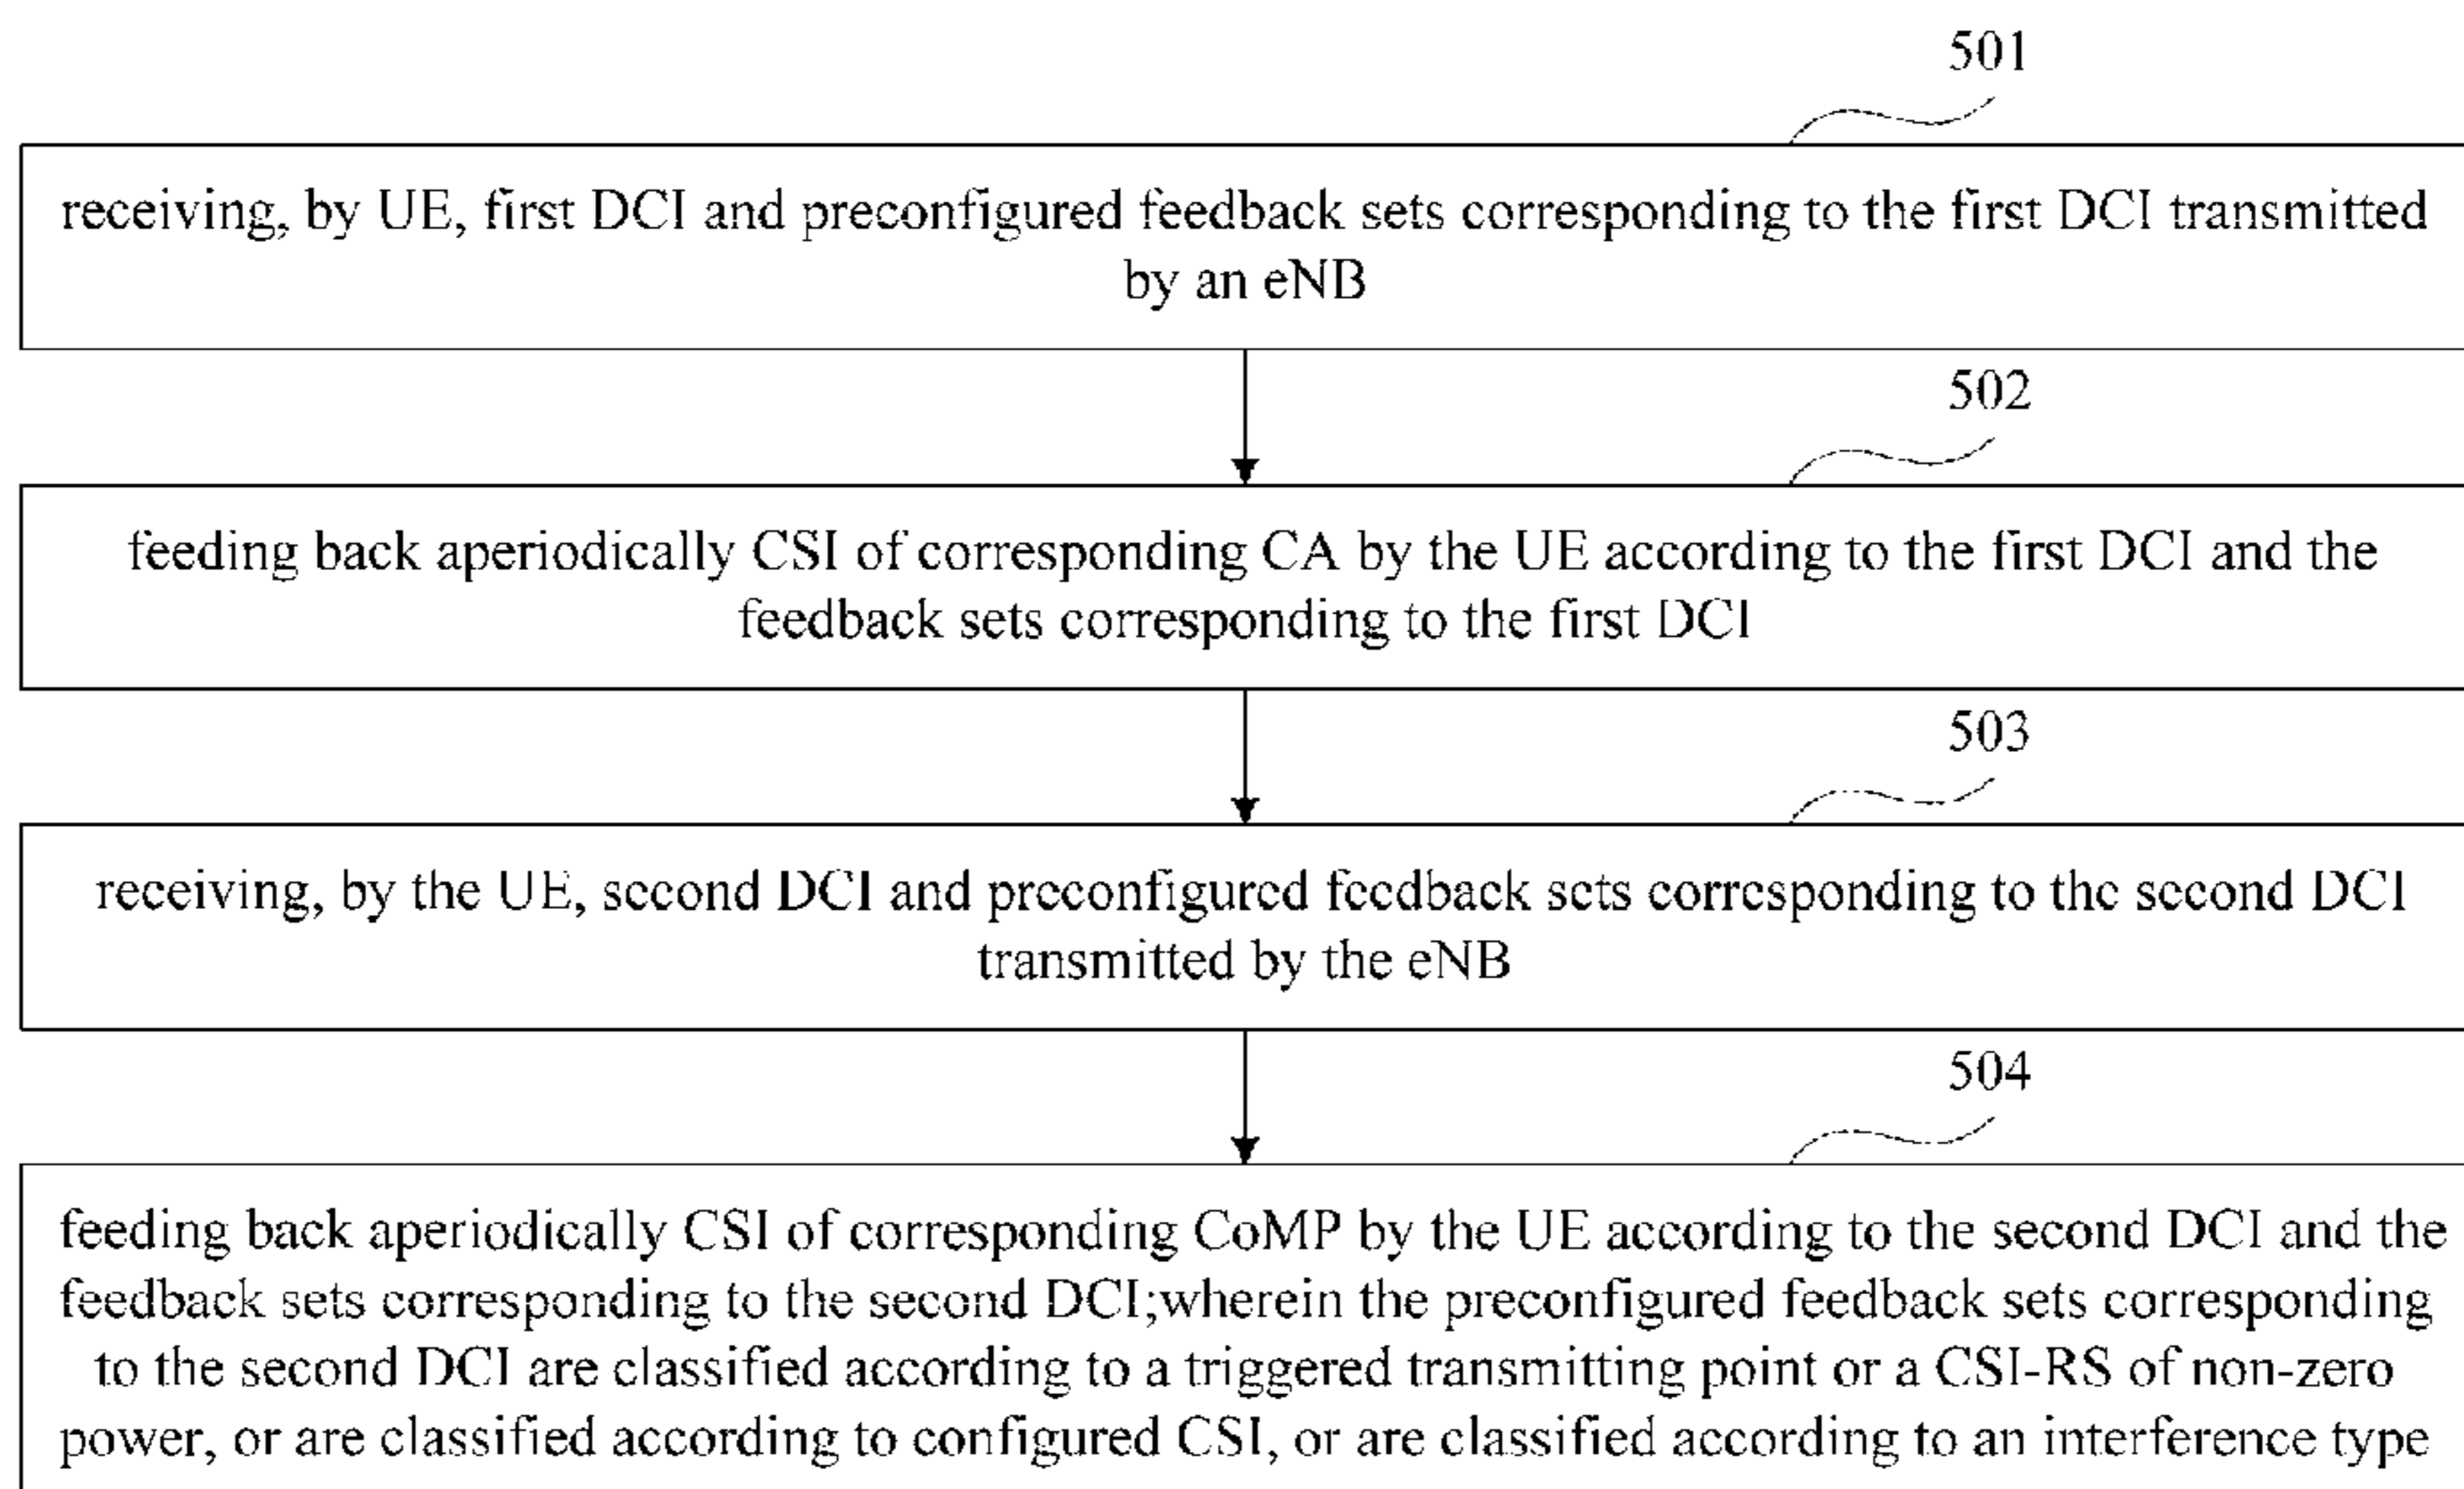 501
receiving, by UE, first DCI and preconfigured feedback sets corresponding to the first DCI transmitted
by an eNB
502
feeding back aperiodically CSI of corresponding CA by the UE according to the first DCI and the
feedback sets corresponding to the first DCI
503
receiving, by the UE, second DCI and preconfigured feedback sets corresponding to the second DCI
transmitted by the eNB
504
feeding back aperiodically CSI of corresponding CoMP by the UE according to the second DCI and the
feedback sets corresponding to the second DCI;wherein the preconfigured feedback sets corresponding
to the second DCI are classified according to a triggered transmitting point or a CSI-RS of non-zero
power, or are classified according to configured CSI, or are classified according to an interference type